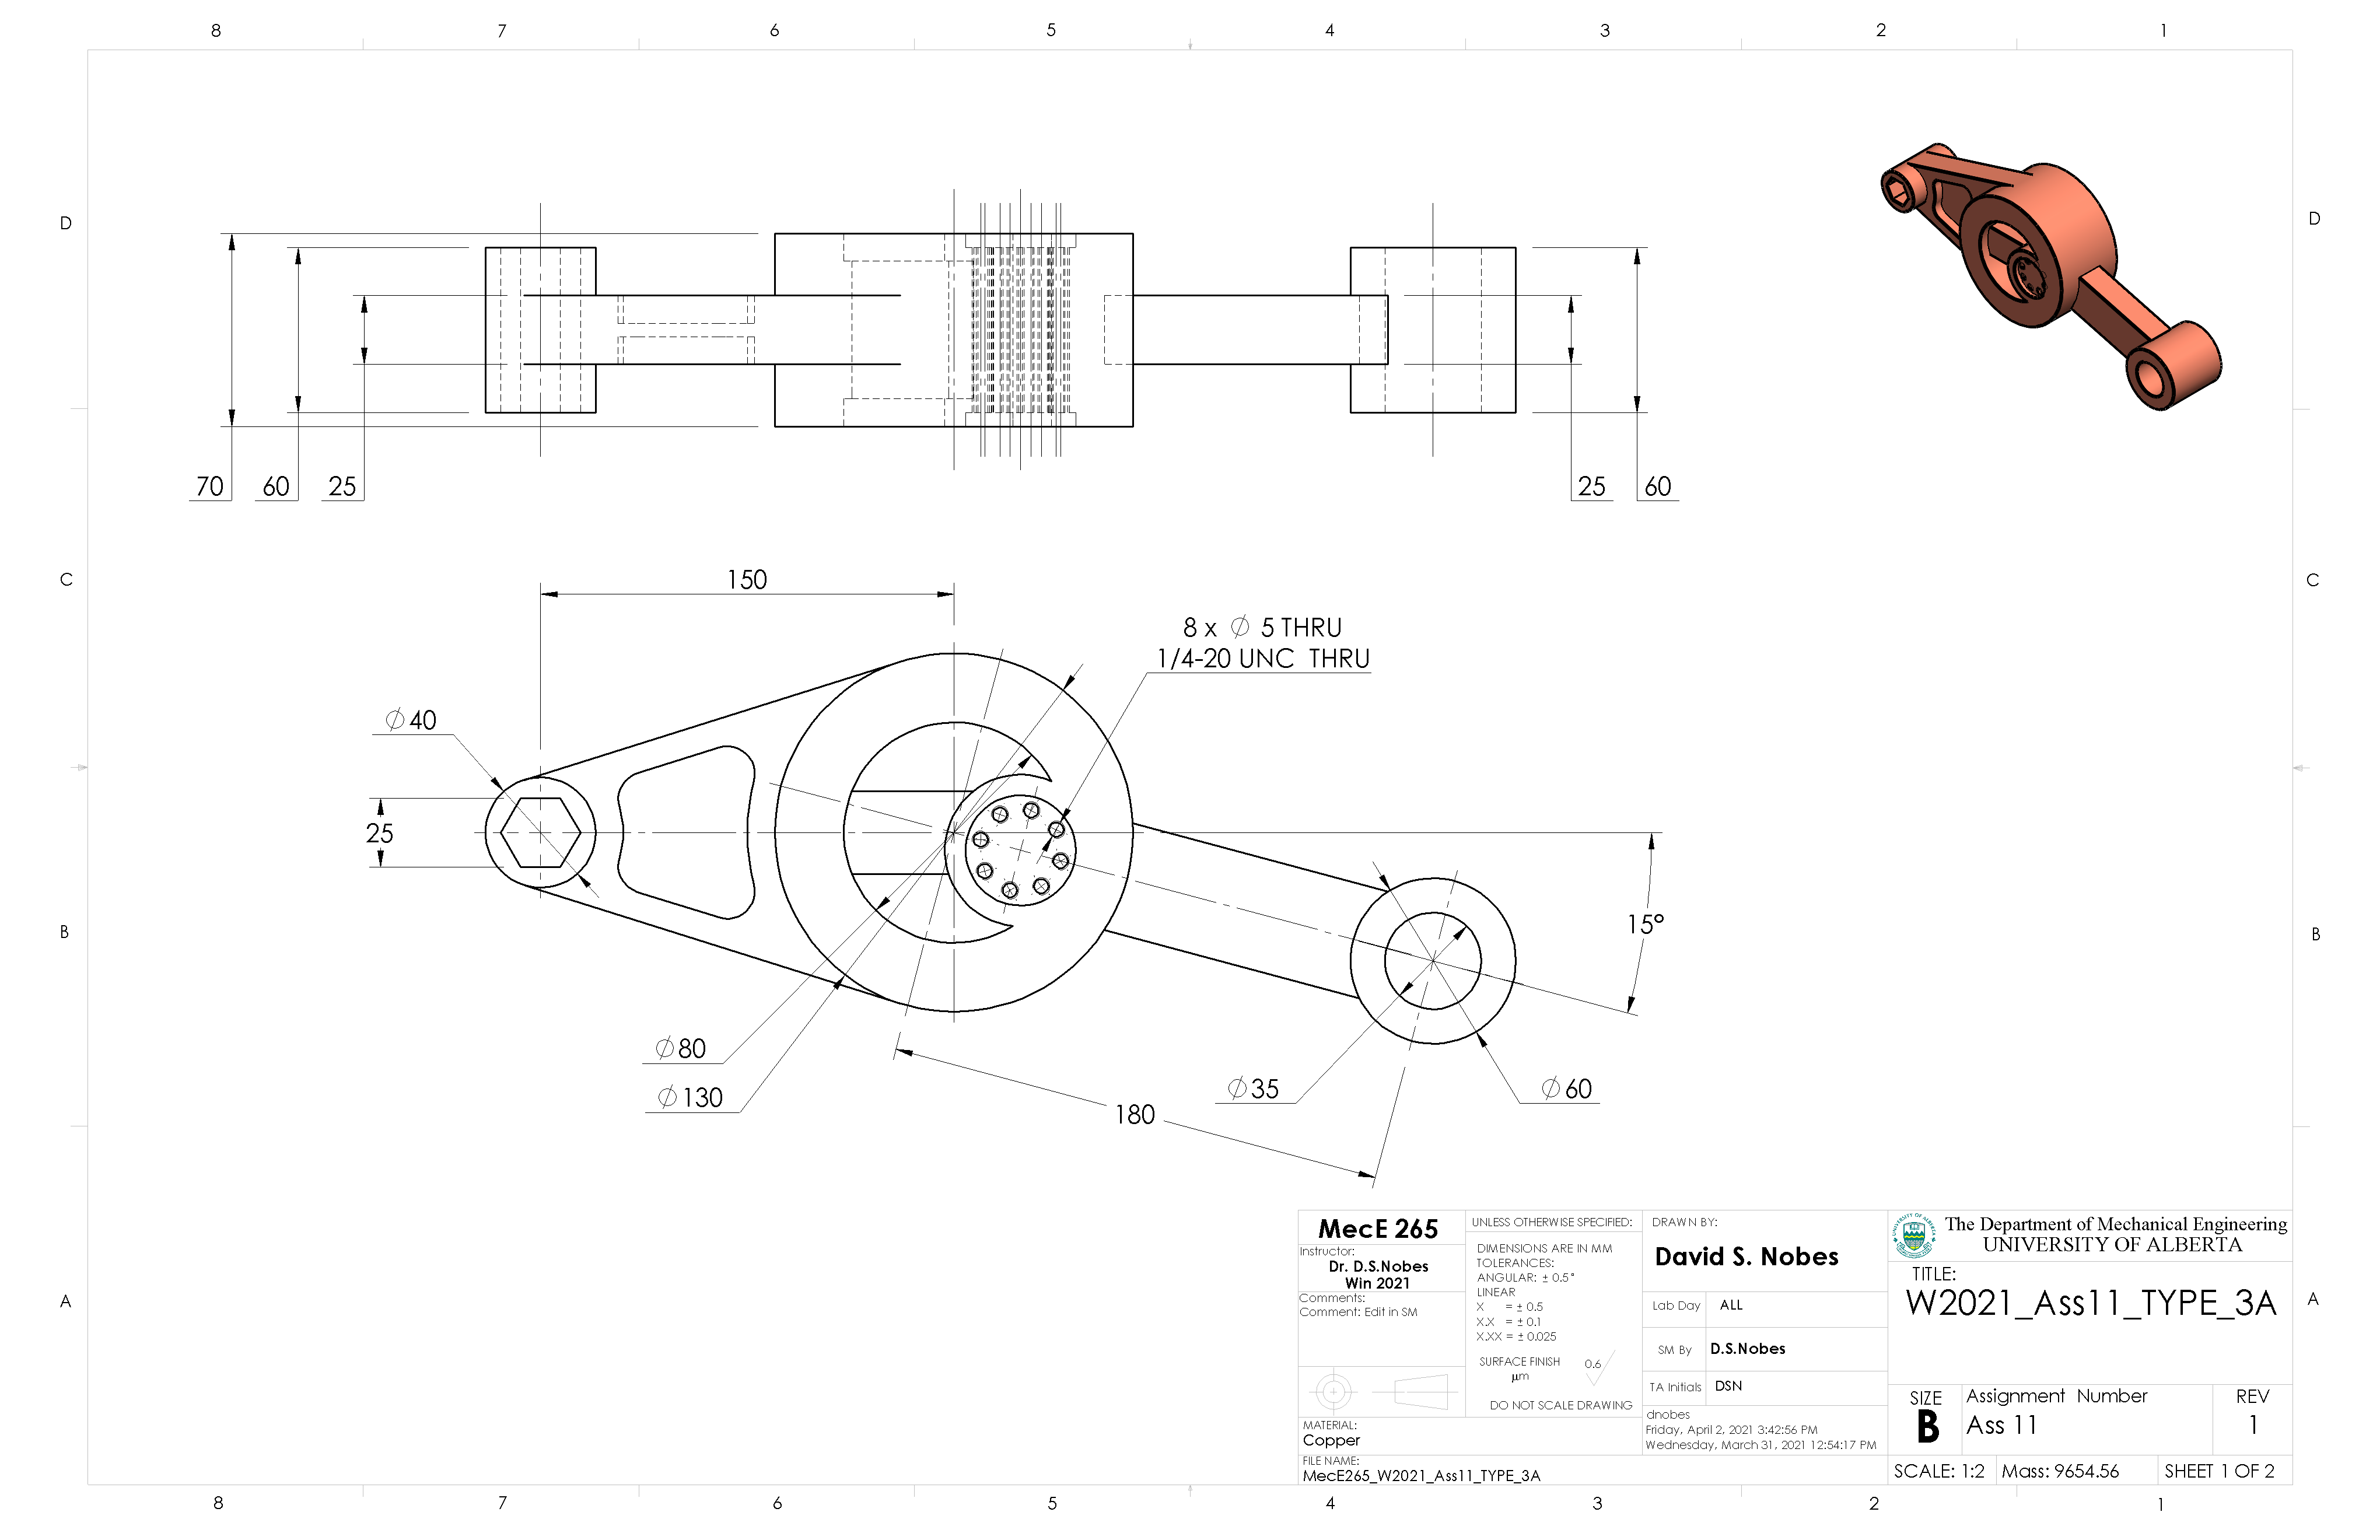 8 7 6 5 4 3 2 1
D D
70 60 25 25 60
C C
150
8 x ∅ 5 THRU
1/4-20 UNC THRU
∅40
25
15°
B B
∅80
∅130
180
∅35
∅60
A A
MecE 265
Instructor:
Dr. D.S.Nobes
Win 2021
Comments:
Comment: Edit in SM
MATERIAL:
Copper
FILE NAME:
MecE265_W2021_Ass11_TYPE_3A
UNLESS OTHERWISE SPECIFIED:
DIMENSIONS ARE IN MM
TOLERANCES:
ANGULAR: ± 0.5°
LINEAR
X = ± 0.5
X.X = ± 0.1
X.XX = ± 0.025
SURFACE FINISH 0.6
µm
DO NOT SCALE DRAWING
DRAWN BY:
David S. Nobes
Lab Day ALL
SM By D.S.Nobes
TA Initials DSN
dnobes
Friday, April 2, 2021 3:42:56 PM
Wednesday, March 31, 2021 12:54:17 PM
The Department of Mechanical Engineering
UNIVERSITY OF ALBERTA
TITLE:
W2021_Ass11_TYPE_3A
SIZE
B
Assignment Number
Ass 11
REV
1
SCALE: 1:2 Mass: 9654.56 SHEET 1 OF 2
8 7 6 5 4 3 2 1